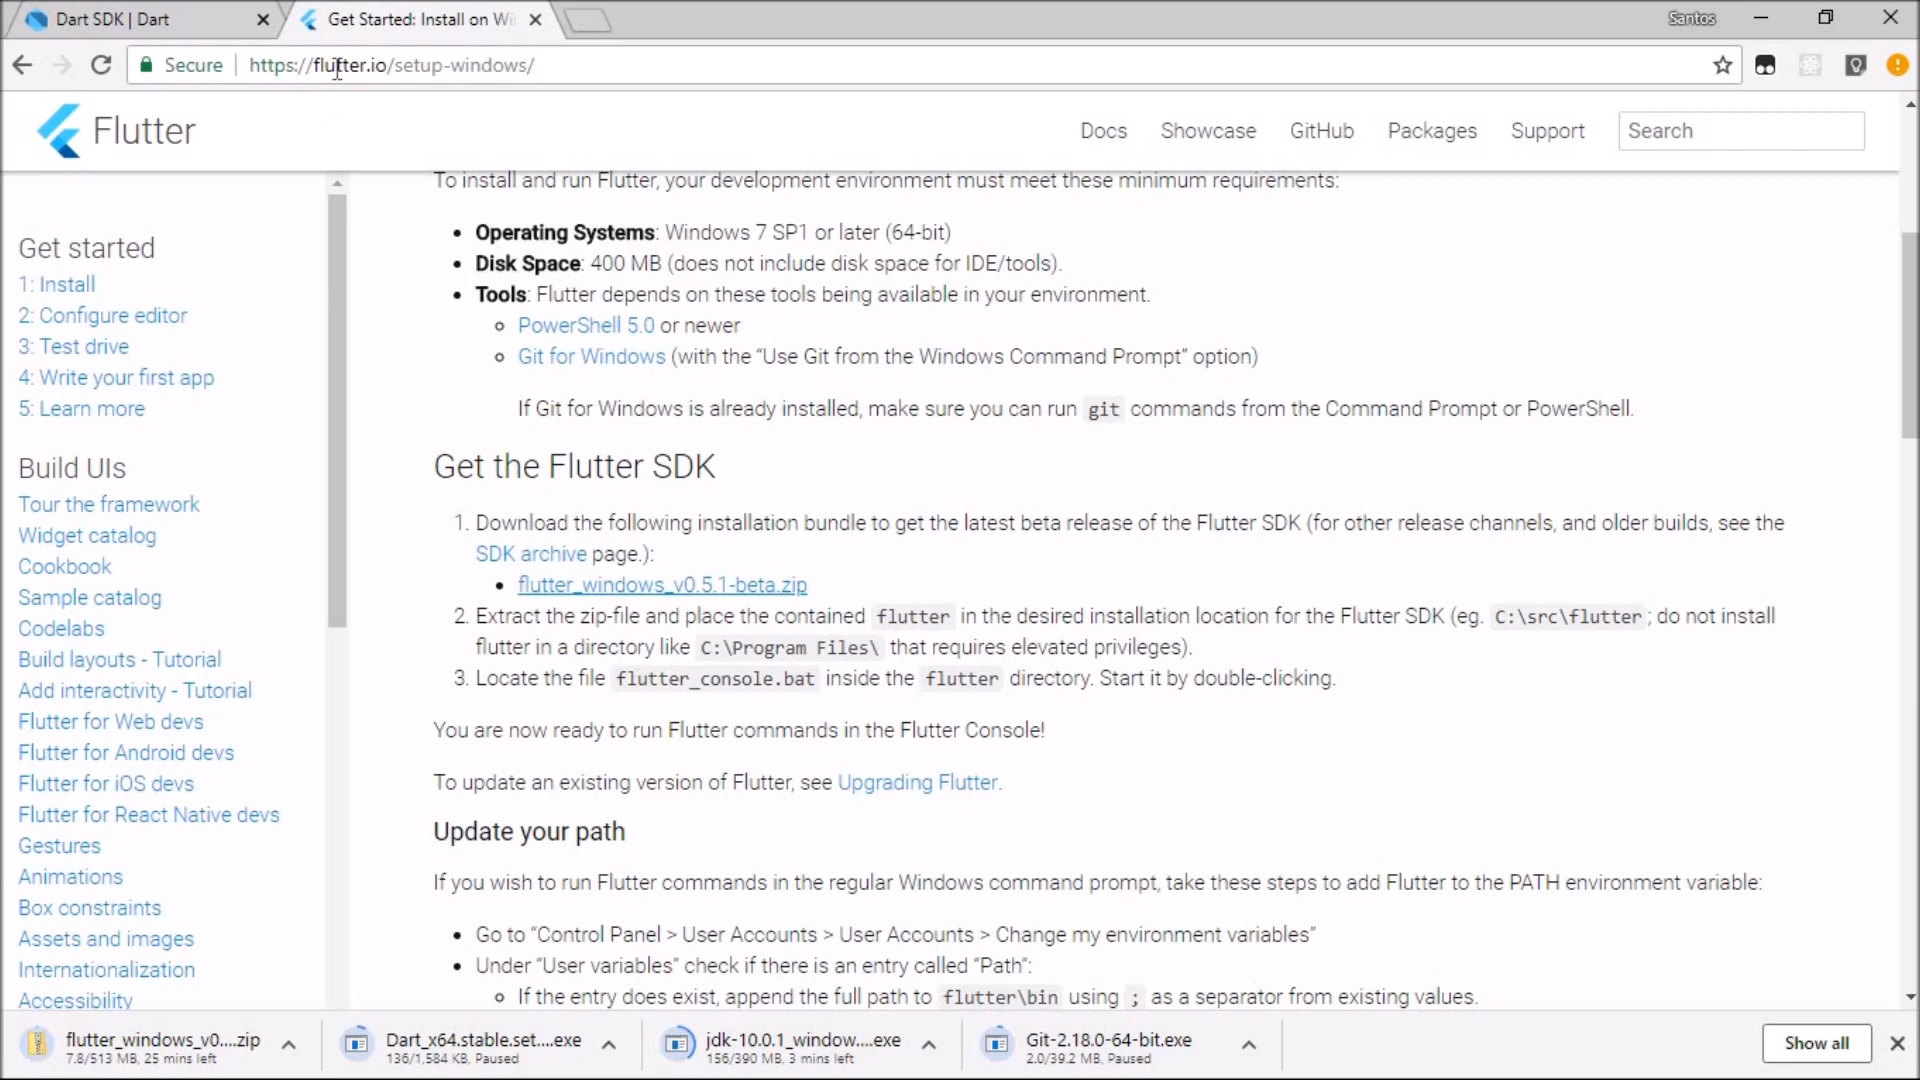 Dart SDK | Dart
Get Started: Install on Wi
Santos
Secure
https://flutter.io/setup-windows/
Flutter
Docs
Showcase
GitHub
Packages
Support
Search
Get started
1: Install
2: Configure editor
3: Test drive
4: Write your first app
5: Learn more
Build UIs
Tour the framework
Widget catalog
Cookbook
Sample catalog
Codelabs
Build layouts - Tutorial
Add interactivity - Tutorial
Flutter for Web devs
Flutter for Android devs
Flutter for iOS devs
Flutter for React Native devs
Gestures
Animations
Box constraints
Assets and images
Internationalization
Accessibility
To install and run Flutter, your development environment must meet these minimum requirements:
Operating Systems: Windows 7 SP1 or later (64-bit)
Disk Space: 400 MB (does not include disk space for IDE/tools).
Tools: Flutter depends on these tools being available in your environment.
PowerShell 5.0 or newer
Git for Windows (with the “Use Git from the Windows Command Prompt” option)
If Git for Windows is already installed, make sure you can run git commands from the Command Prompt or PowerShell.
Get the Flutter SDK
1. Download the following installation bundle to get the latest beta release of the Flutter SDK (for other release channels, and older builds, see the
SDK archive page.):
flutter_windows_v0.5.1-beta.zip
2. Extract the zip-file and place the contained flutter in the desired installation location for the Flutter SDK (eg. C:\src\flutter; do not install
flutter in a directory like C:\Program Files\ that requires elevated privileges).
3. Locate the file flutter_console.bat inside the flutter directory. Start it by double-clicking.
You are now ready to run Flutter commands in the Flutter Console!
To update an existing version of Flutter, see Upgrading Flutter.
Update your path
If you wish to run Flutter commands in the regular Windows command prompt, take these steps to add Flutter to the PATH environment variable:
Go to “Control Panel > User Accounts > User Accounts > Change my environment variables”
Under “User variables” check if there is an entry called “Path”:
If the entry does exist, append the full path to flutter\bin using ; as a separator from existing values.
flutter_windows_v0....zip
7.8/513 MB, 25 mins left
Dart_x64.stable.set....exe
136/1,584 KB, Paused
jdk-10.0.1_window....exe
156/390 MB, 3 mins left
Git-2.18.0-64-bit.exe
2.0/39.2 MB, Paused
Show all